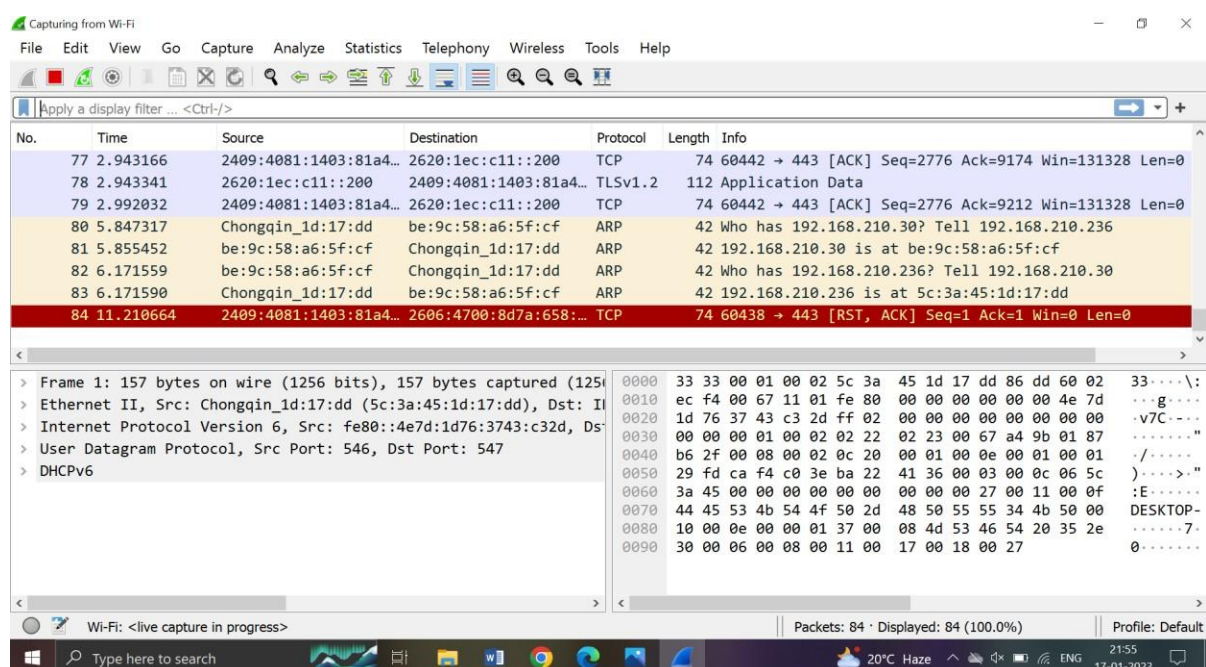 Capturing from Wi-Fi
File Edit View Go Capture Analyze Statistics Telephony Wireless Tools Help
Apply a display filter ... <Ctrl-/>
No. Time Source Destination Protocol Length Info
77 2.943166 2409:4081:1403:81a4… 2620:1ec:c11::200 TCP 74 60442 → 443 [ACK] Seq=2776 Ack=9174 Win=131328 Len=0
78 2.943341 2620:1ec:c11::200 2409:4081:1403:81a4… TLSv1.2 112 Application Data
79 2.992032 2409:4081:1403:81a4… 2620:1ec:c11::200 TCP 74 60442 → 443 [ACK] Seq=2776 Ack=9212 Win=131328 Len=0
80 5.847317 Chongqin_1d:17:dd be:9c:58:a6:5f:cf ARP 42 Who has 192.168.210.30? Tell 192.168.210.236
81 5.855452 be:9c:58:a6:5f:cf Chongqin_1d:17:dd ARP 42 192.168.210.30 is at be:9c:58:a6:5f:cf
82 6.171559 be:9c:58:a6:5f:cf Chongqin_1d:17:dd ARP 42 Who has 192.168.210.236? Tell 192.168.210.30
83 6.171590 Chongqin_1d:17:dd be:9c:58:a6:5f:cf ARP 42 192.168.210.236 is at 5c:3a:45:1d:17:dd
84 11.210664 2409:4081:1403:81a4… 2606:4700:8d7a:658:… TCP 74 60438 → 443 [RST, ACK] Seq=1 Ack=1 Win=0 Len=0
> Frame 1: 157 bytes on wire (1256 bits), 157 bytes captured (125
> Ethernet II, Src: Chongqin_1d:17:dd (5c:3a:45:1d:17:dd), Dst:
> Internet Protocol Version 6, Src: fe80::4e7d:1d76:3743:c32d,
> User Datagram Protocol, Src Port: 546, Dst Port: 547
> DHCPv6
0000 33 33 00 01 00 02 5c 3a 45 1d 17 dd 86 dd 60 02 33····\:
0010 ec f4 00 67 11 01 fe 80 00 00 00 00 00 00 4e 7d ···g····
0020 1d 76 37 43 c3 2d ff 02 00 00 00 00 00 00 00 00 ·v7C·-··
0030 00 00 00 01 00 02 02 22 02 23 00 67 a4 9b 01 87 ·······"
0040 b6 2f 00 08 00 02 0c 20 00 01 00 0e 00 01 00 01 ·/·····
0050 29 fd ca f4 c0 3e ba 22 41 36 00 03 00 0c 06 5c )····>·"
0060 3a 45 00 00 00 00 00 00 00 00 00 27 00 11 00 0f :E······
0070 44 45 53 4b 54 4f 50 2d 48 50 55 55 34 4b 50 00 DESKTOP-
0080 10 00 0e 00 00 01 37 00 08 4d 53 46 54 20 35 2e ······7·
0090 30 00 06 00 08 00 11 00 17 00 18 00 27 0·······
Wi-Fi: <live capture in progress> Packets: 84 · Displayed: 84 (100.0%) Profile: Default
Type here to search 20°C Haze ENG 21:55
17-01-2022